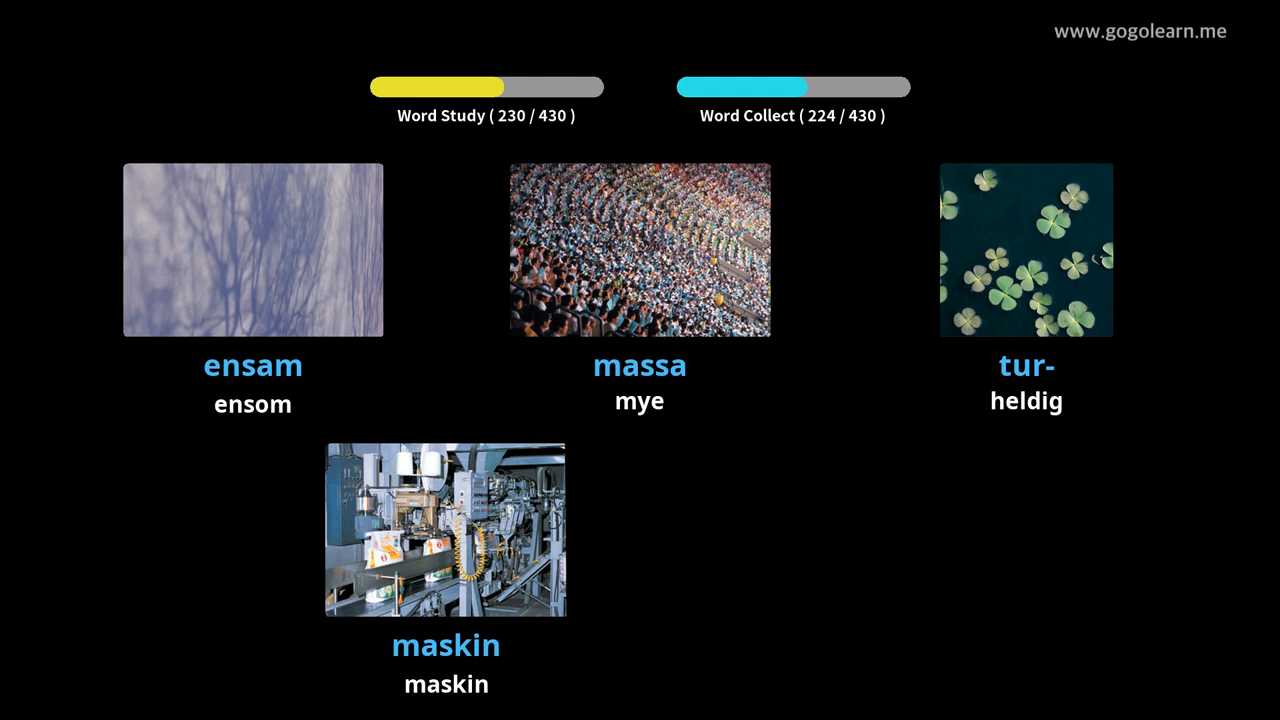 www.gogolearn.me
Word Study ( 230 / 430 )
Word Collect ( 224 / 430 )
ensam
ensom
massa
mye
tur-
heldig
maskin
maskin